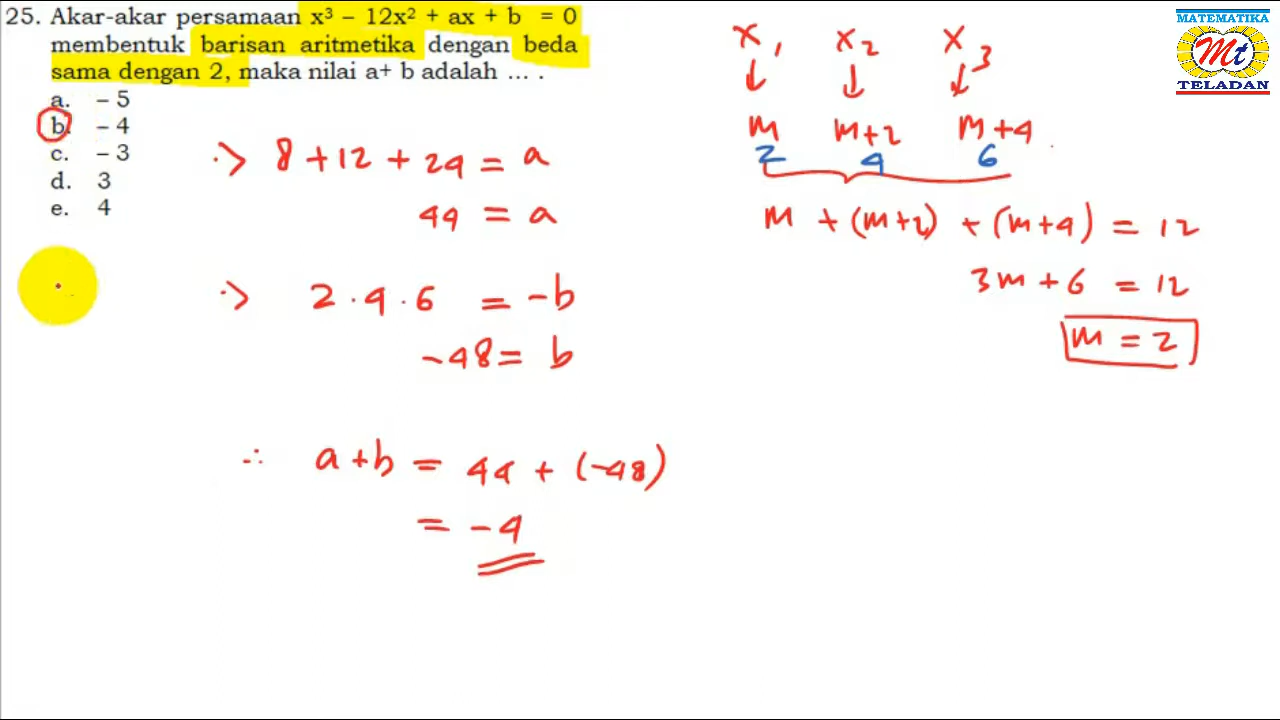 25. Akar-akar persamaan x³ – 12x² + ax + b = 0
membentuk barisan aritmetika dengan beda
sama dengan 2, maka nilai a+ b adalah ... .
a. – 5
b. – 4
c. – 3
d. 3
e. 4
∴> 8 + 12 + 24 = a
44 = a
∴> 2 . 4 . 6 = -b
-48 = b
∴ a + b = 44 + (-48)
= -4
x₁ x₂ x₃
↓ ↓ ↓
m m+2 m+4
2 4 6
m + (m+2) + (m+4) = 12
3m + 6 = 12
m = 2
MATEMATIKA
Mt
TELADAN